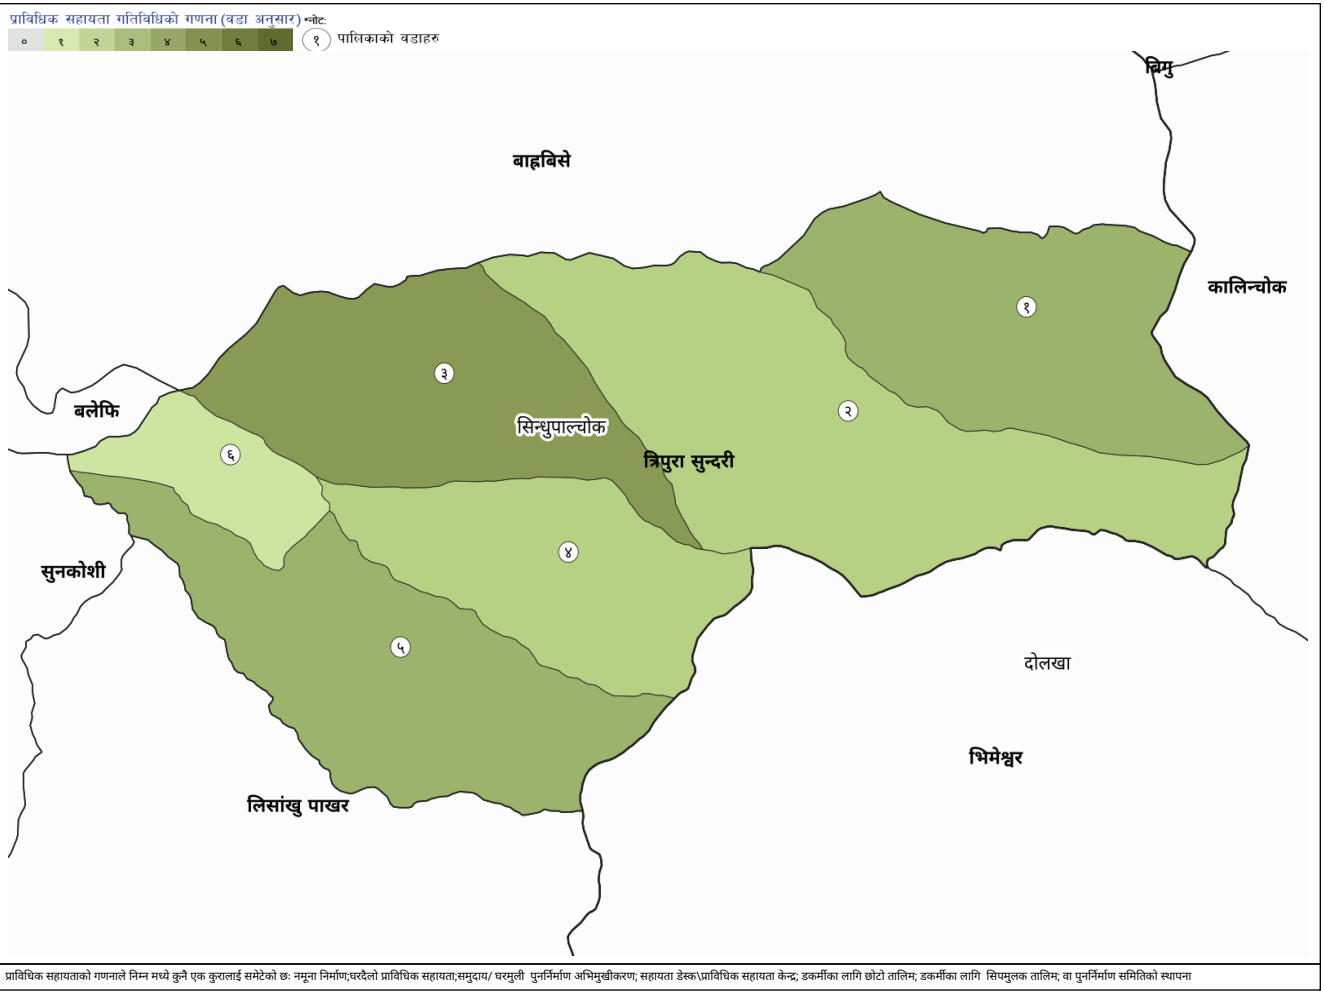 प्राविधिक सहायता गतिविधिको गणना (वडा अनुसार) *नोट:
० १ २ ३ ४ ५ ६ ७ १ पालिकाको वडाहरु
बिगु
बाह्रबिसे
कालिन्चोक
१
३
बलेफि
२
सिन्धुपाल्चोक
६
त्रिपुरा सुन्दरी
४
सुनकोशी
५
दोलखा
भिमेश्वर
लिसांखु पाखर
प्राविधिक सहायताको गणनाले निम्न मध्ये कुनै एक कुरालाई समेटेको छः नमूना निर्माण;घरदैलो प्राविधिक सहायता;समुदाय/ घरमुली पुनर्निर्माण अभिमुखीकरण; सहायता डेस्क\प्राविधिक सहायता केन्द्र; डकर्मीका लागि छोटो तालिम; डकर्मीका लागि सिपमुलक तालिम; वा पुनर्निर्माण समितिको स्थापना